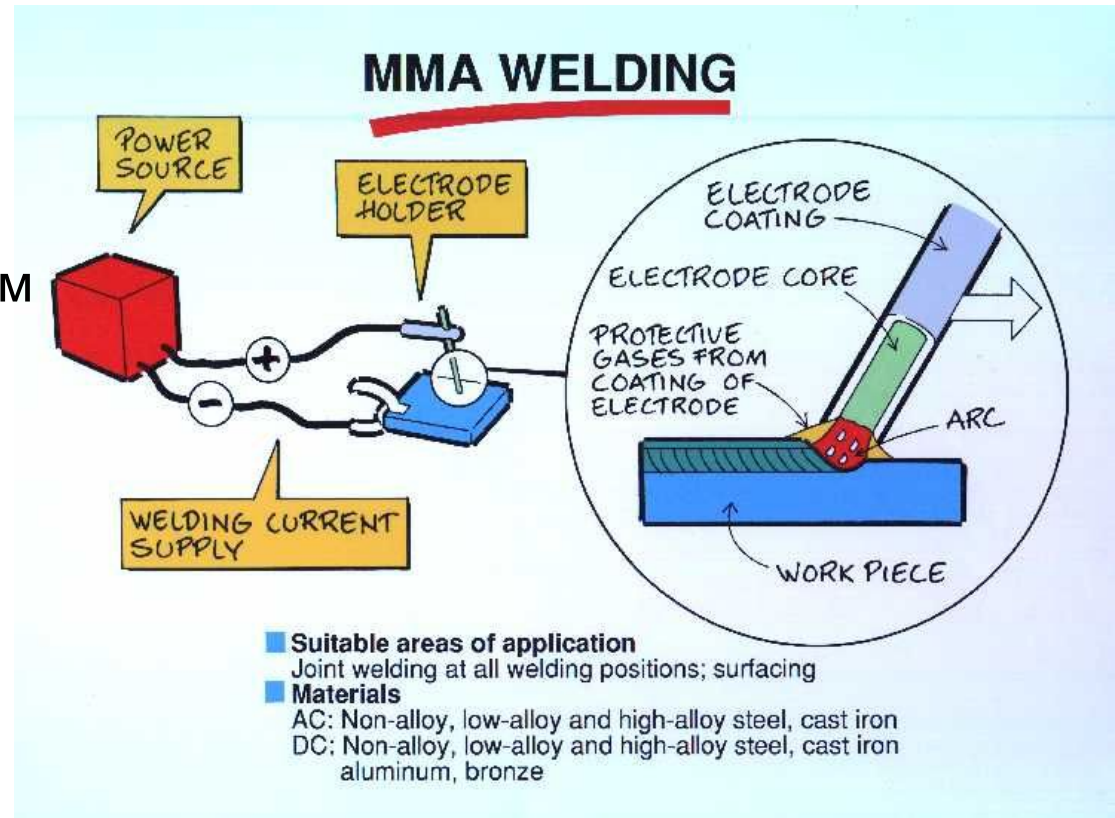 MMA WELDING
POWER
SOURCE
ELECTRODE
HOLDER
M
+
-
WELDING CURRENT
SUPPLY
ELECTRODE
COATING
ELECTRODE CORE
PROTECTIVE
GASES FROM
COATING OF
ELECTRODE
ARC
WORK PIECE
Suitable areas of application
Joint welding at all welding positions; surfacing
Materials
AC: Non-alloy, low-alloy and high-alloy steel, cast iron
DC: Non-alloy, low-alloy and high-alloy steel, cast iron
aluminum, bronze